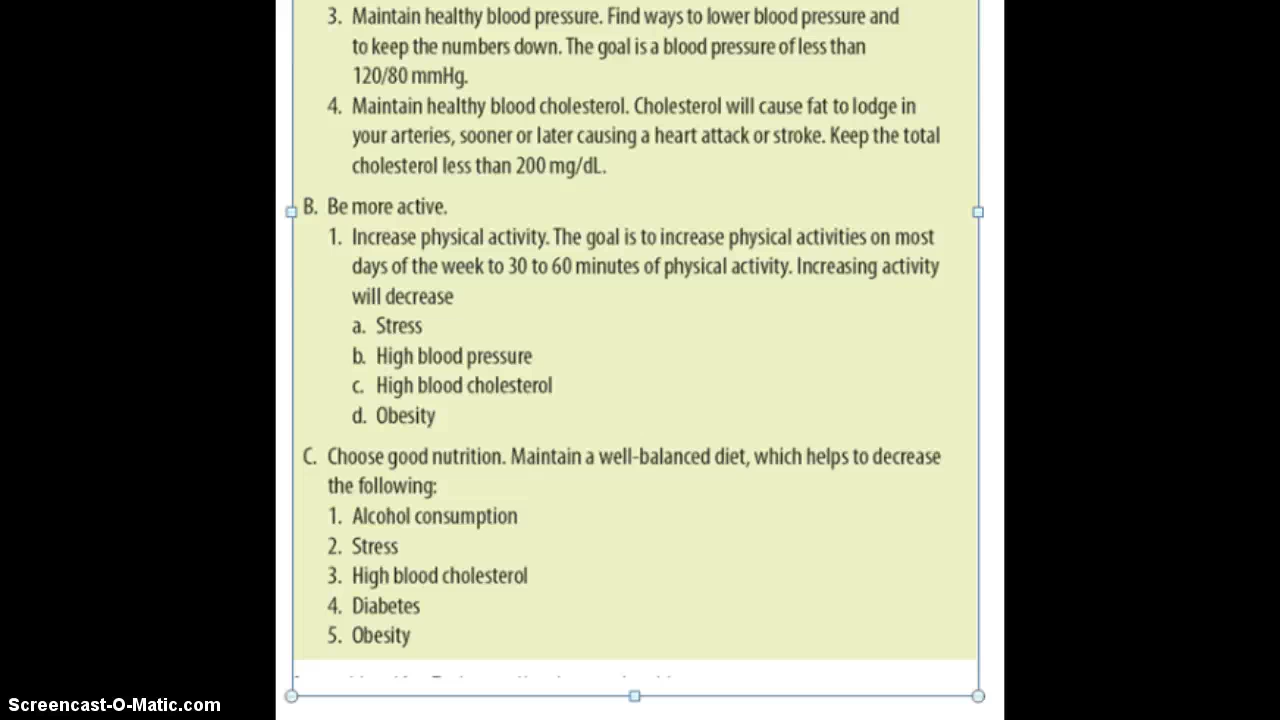 3. Maintain healthy blood pressure. Find ways to lower blood pressure and
to keep the numbers down. The goal is a blood pressure of less than
120/80 mmHg.
4. Maintain healthy blood cholesterol. Cholesterol will cause fat to lodge in
your arteries, sooner or later causing a heart attack or stroke. Keep the total
cholesterol less than 200 mg/dL.
B. Be more active.
1. Increase physical activity. The goal is to increase physical activities on most
days of the week to 30 to 60 minutes of physical activity. Increasing activity
will decrease
a. Stress
b. High blood pressure
c. High blood cholesterol
d. Obesity
C. Choose good nutrition. Maintain a well-balanced diet, which helps to decrease
the following:
1. Alcohol consumption
2. Stress
3. High blood cholesterol
4. Diabetes
5. Obesity
Screencast-O-Matic.com